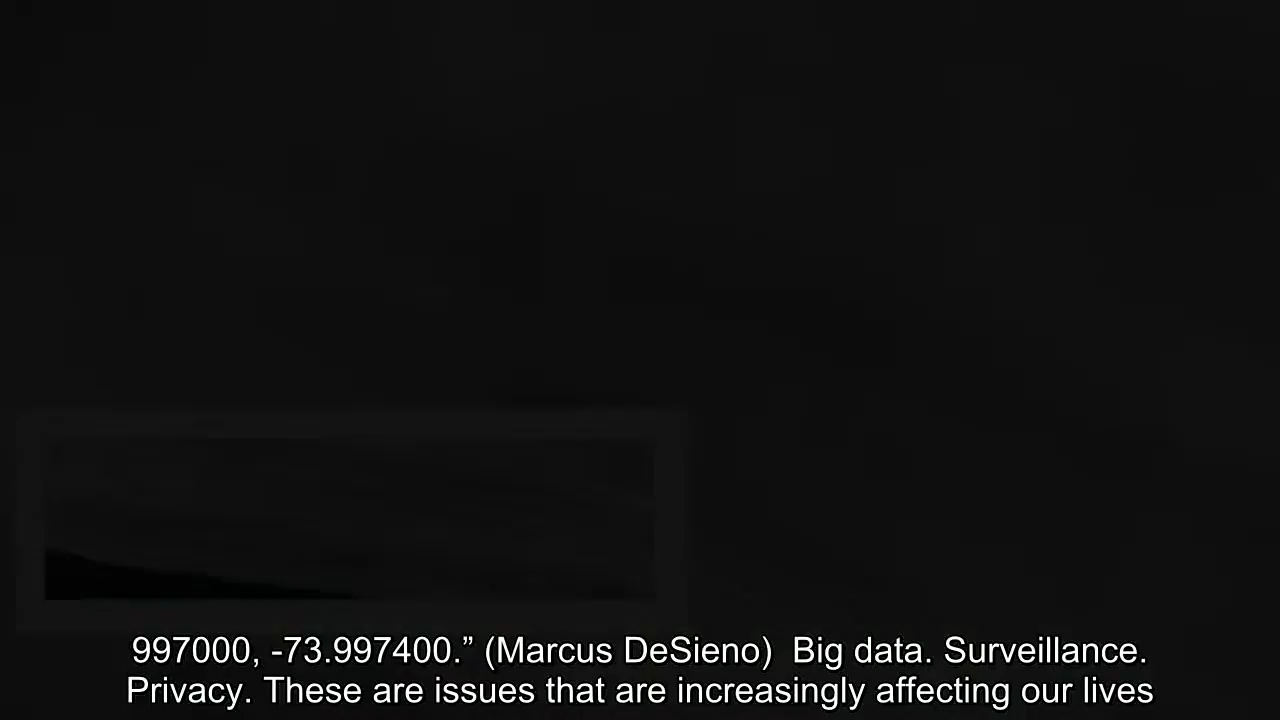 997000, -73.997400.” (Marcus DeSieno)  Big data. Surveillance.
Privacy. These are issues that are increasingly affecting our lives